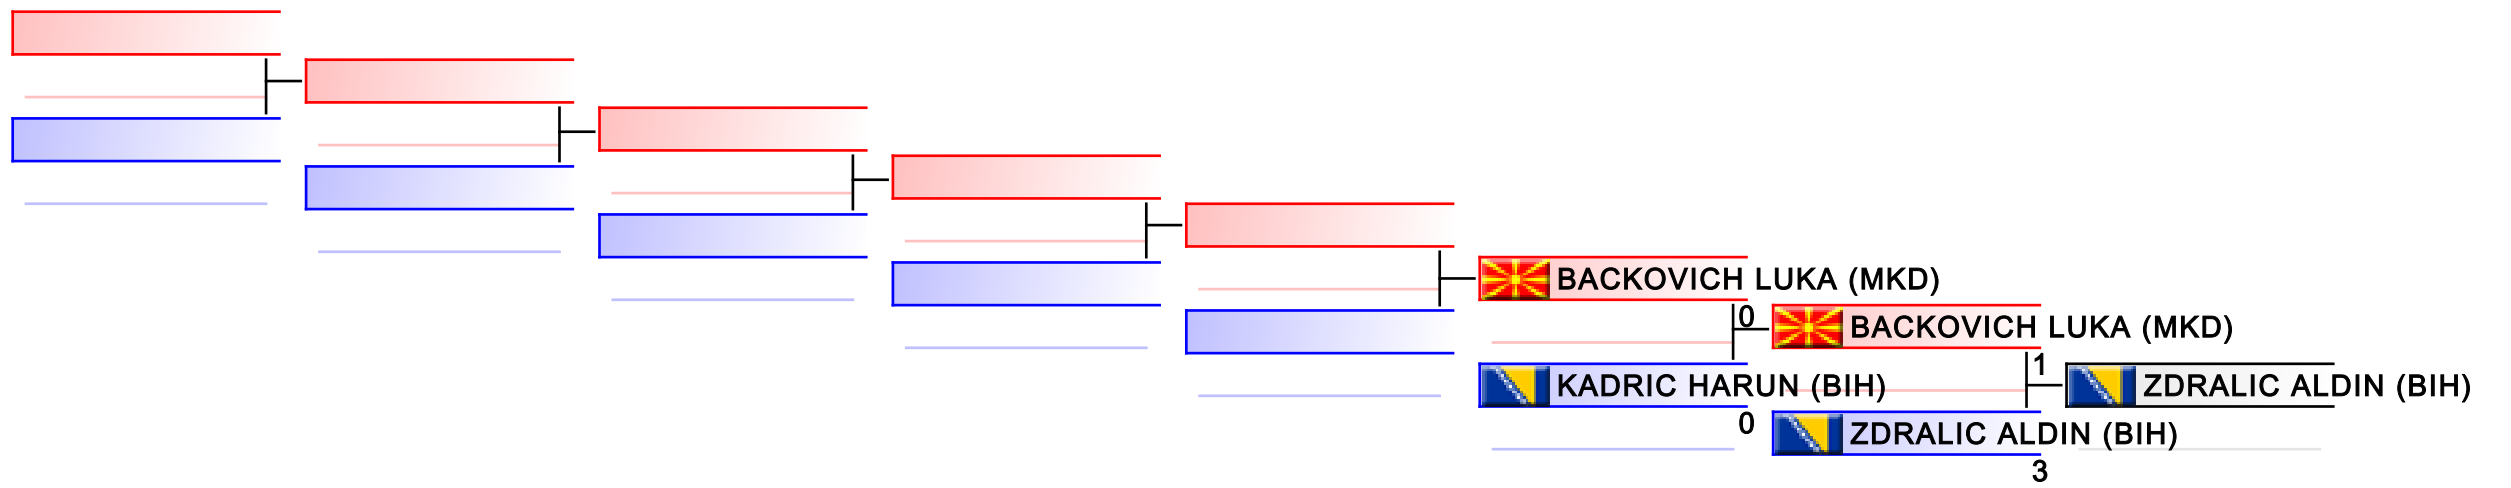 BACKOVICH LUKA (MKD)
0
BACKOVICH LUKA (MKD)
1
KADRIC HARUN (BIH)
0
ZDRALIC ALDIN (BIH)
ZDRALIC ALDIN (BIH)
3